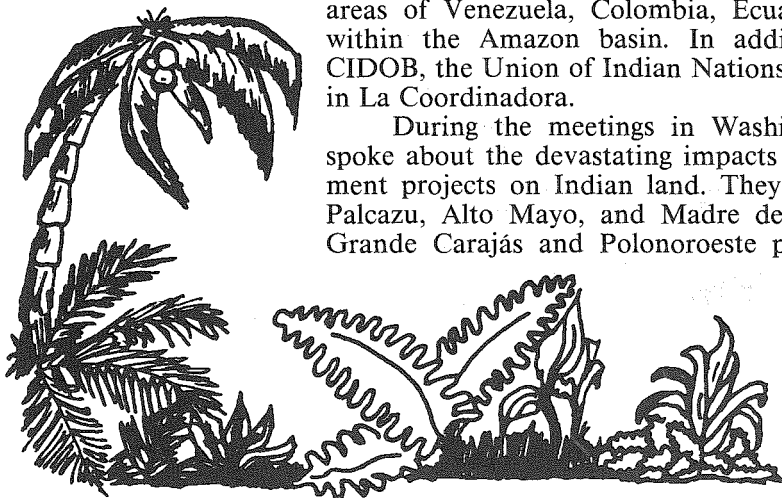 areas of Venezuela, Colombia, Ecua
within the Amazon basin. In addi
CIDOB, the Union of Indian Nations
in La Coordinadora.
During the meetings in Washi
spoke about the devastating impacts
ment projects on Indian land. They
Palcazu, Alto Mayo, and Madre de
Grande Carajás and Polonoroeste p